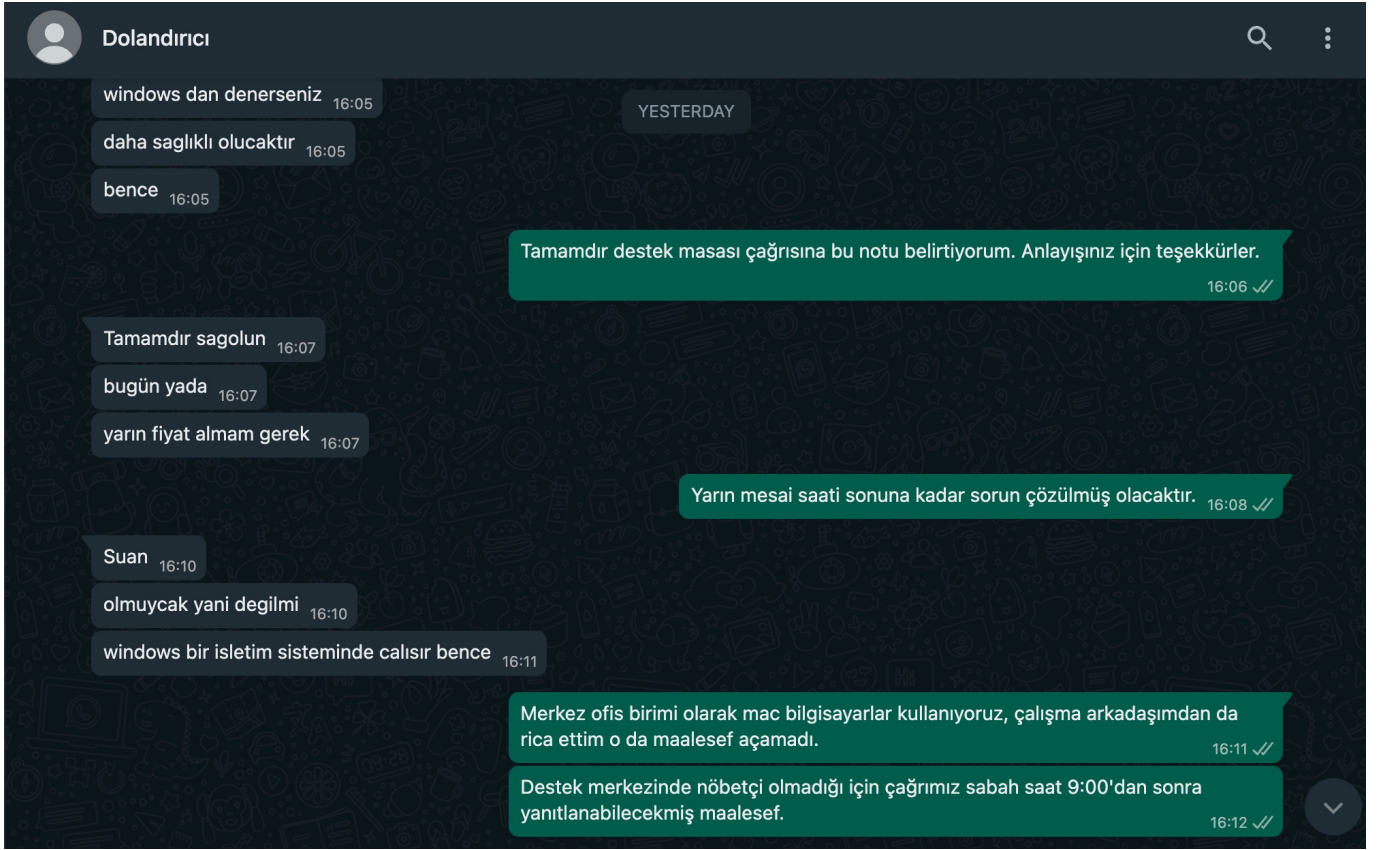 Dolandırıcı
windows dan denerseniz 16:05
YESTERDAY
daha saglıklı olucaktır 16:05
bence 16:05
Tamamdır destek masası çağrısına bu notu belirtiyorum. Anlayışınız için teşekkürler.
16:06
Tamamdır sagolun 16:07
bugün yada 16:07
yarın fiyat almam gerek 16:07
Yarın mesai saati sonuna kadar sorun çözülmüş olacaktır. 16:08
Suan 16:10
olmuycak yani degilmi 16:10
windows bir isletim sisteminde calısır bence 16:11
Merkez ofis birimi olarak mac bilgisayarlar kullanıyoruz, çalışma arkadaşımdan da
rica ettim o da maalesef açamadı. 16:11
Destek merkezinde nöbetçi olmadığı için çağrımız sabah saat 9:00'dan sonra
yanıtlanabilecekmiş maalesef. 16:12